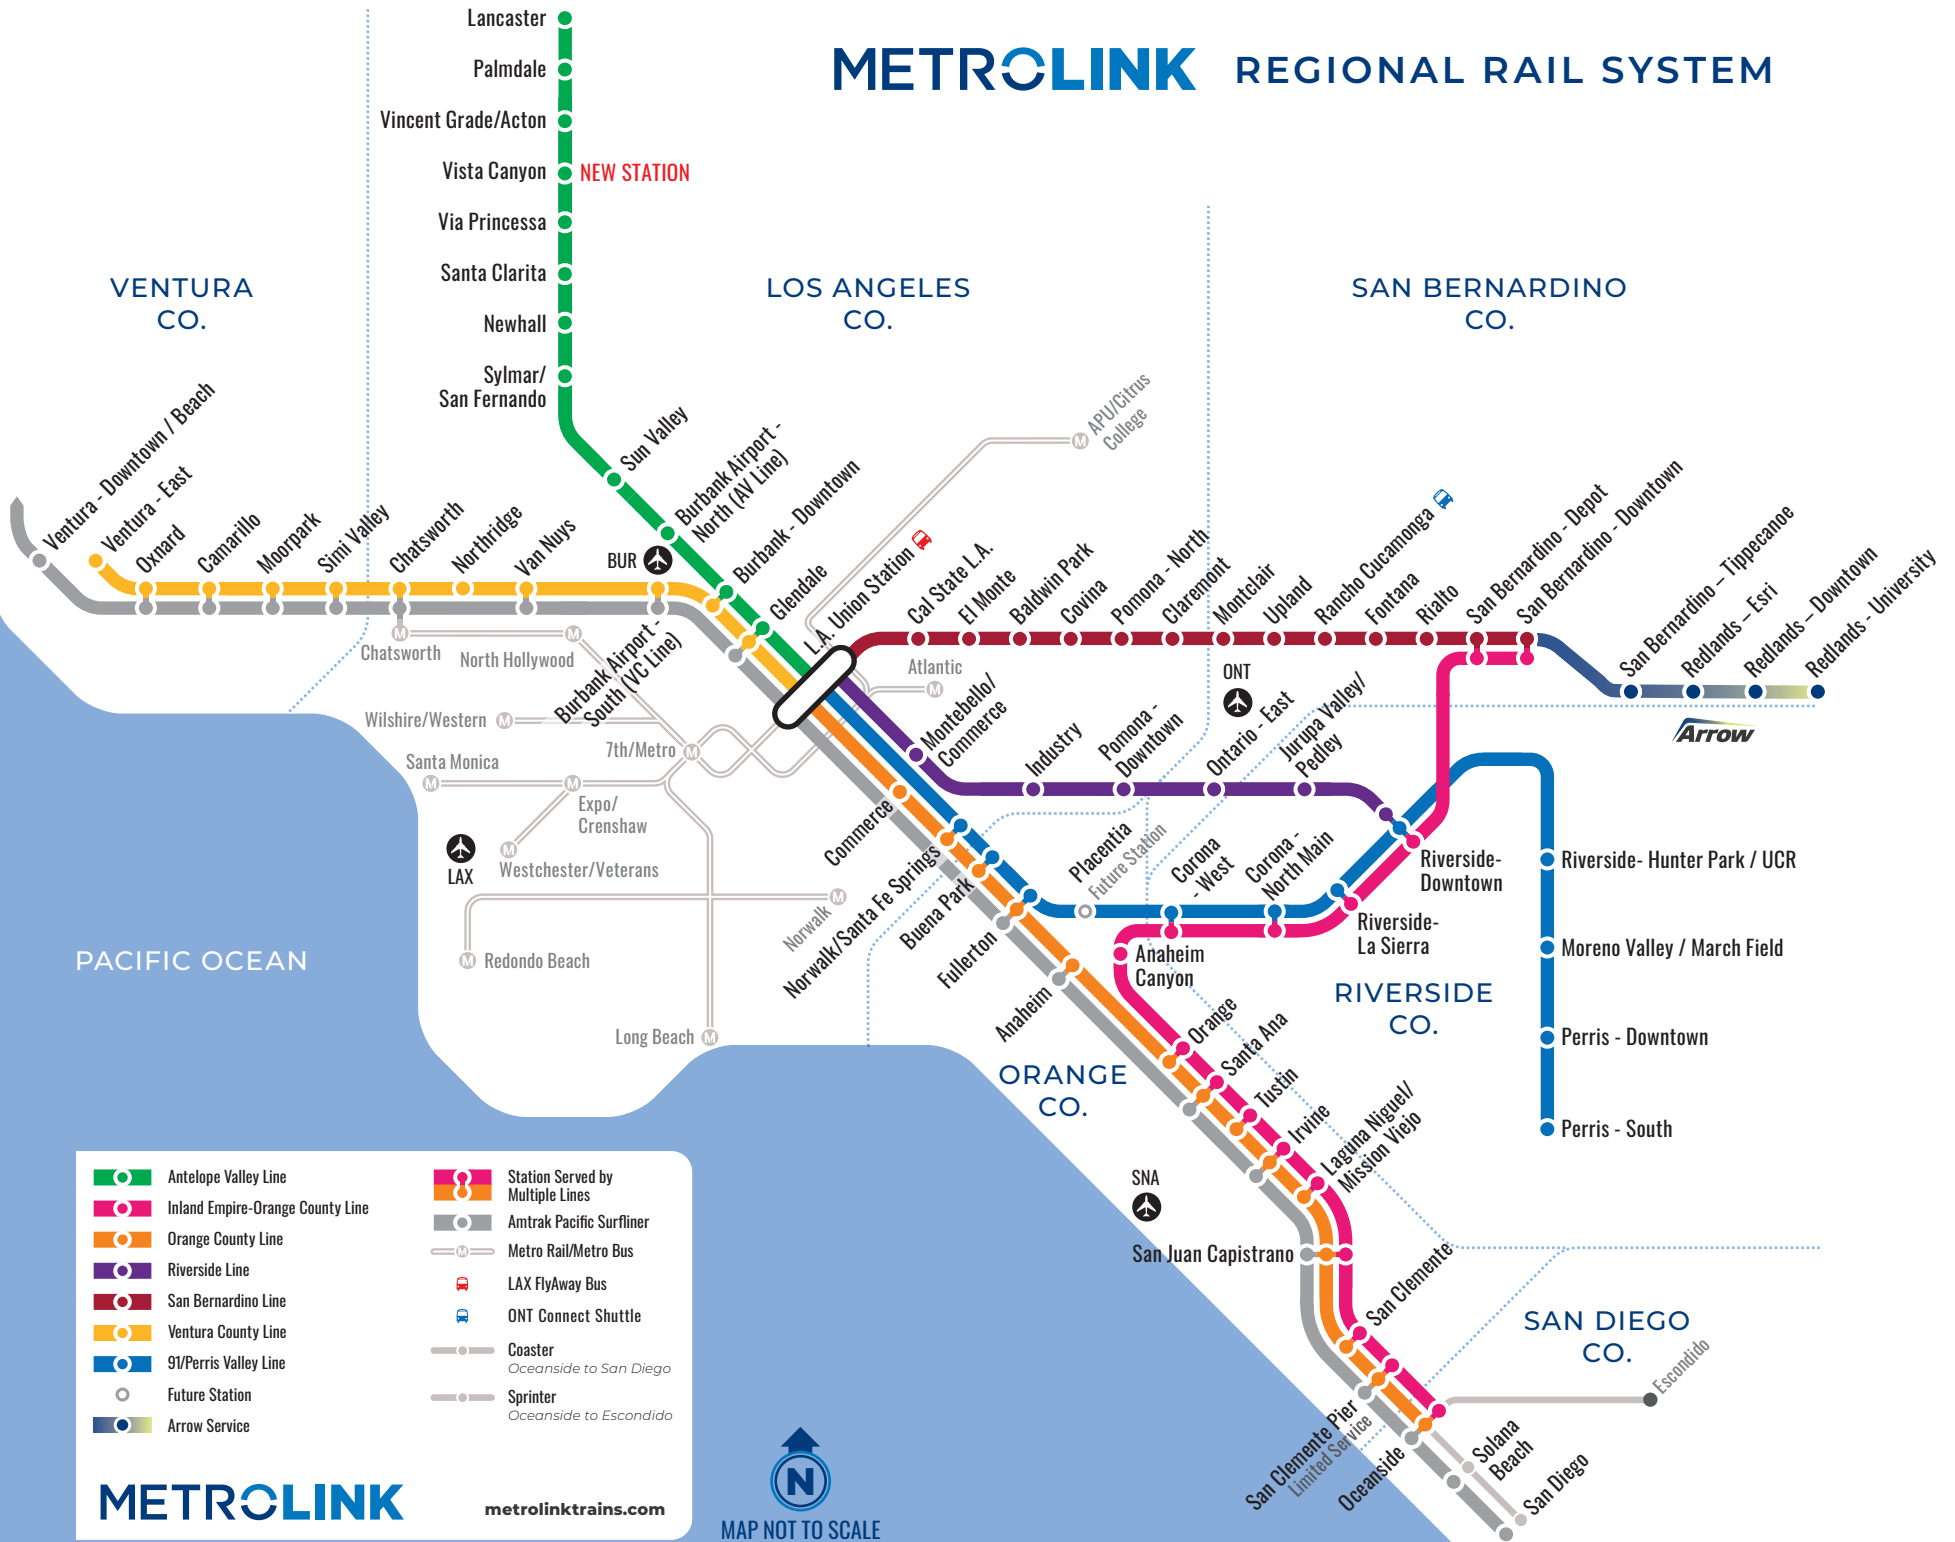 METROLINK REGIONAL RAIL SYSTEM
Lancaster
Palmdale
Vincent Grade/Acton
Vista Canyon
NEW STATION
Via Princessa
Santa Clarita
Newhall
Sylmar/
San Fernando
VENTURA
CO.
LOS ANGELES
CO.
SAN BERNARDINO
CO.
Sun Valley
Burbank Airport -
North (AV Line)
Burbank - Downtown
Glendale
L.A. Union Station
APU/Citrus
College
Ventura - Downtown / Beach
Ventura - East
Oxnard
Camarillo
Moorpark
Simi Valley
Chatsworth
Northridge
Van Nuys
BUR
Burbank Airport -
South (VC Line)
M
Chatsworth
M
North Hollywood
M
Wilshire/Western
M
7th/Metro
M
Santa Monica
M
Expo/
Crenshaw
M
Westchester/Veterans
M
LAX
Norwalk
M
Redondo Beach
M
Long Beach
M
Atlantic
M
Cal State L.A.
El Monte
Baldwin Park
Covina
Pomona - North
Claremont
Montclair
Upland
Rancho Cucamonga
Fontana
Rialto
San Bernardino - Depot
San Bernardino - Downtown
San Bernardino – Tippecanoe
Redlands – Esri
Redlands – Downtown
Redlands - University
Arrow
ONT
Montebello/
Commerce
Industry
Pomona -
Downtown
Ontario - East
Jurupa Valley/
Pedley
Riverside-
Downtown
Riverside-
La Sierra
Riverside- Hunter Park / UCR
Moreno Valley / March Field
Perris - Downtown
Perris - South
Commerce
Norwalk/Santa Fe Springs
Buena Park
Fullerton
Placentia
Future Station
Corona
- West
Corona -
North Main
Anaheim
Canyon
Anaheim
Orange
Santa Ana
Tustin
Irvine
Laguna Niguel/
Mission Viejo
PACIFIC OCEAN
RIVERSIDE
CO.
ORANGE
CO.
SNA
San Juan Capistrano
San Clemente
San Clemente Pier
Limited Service
Oceanside
SAN DIEGO
CO.
Escondido
Solana
Beach
San Diego
Antelope Valley Line
Inland Empire-Orange County Line
Orange County Line
Riverside Line
San Bernardino Line
Ventura County Line
91/Perris Valley Line
Future Station
Arrow Service
Station Served by
Multiple Lines
Amtrak Pacific Surfliner
M
Metro Rail/Metro Bus
LAX FlyAway Bus
ONT Connect Shuttle
Coaster
Oceanside to San Diego
Sprinter
Oceanside to Escondido
METROLINK
metrolinktrains.com
N
MAP NOT TO SCALE